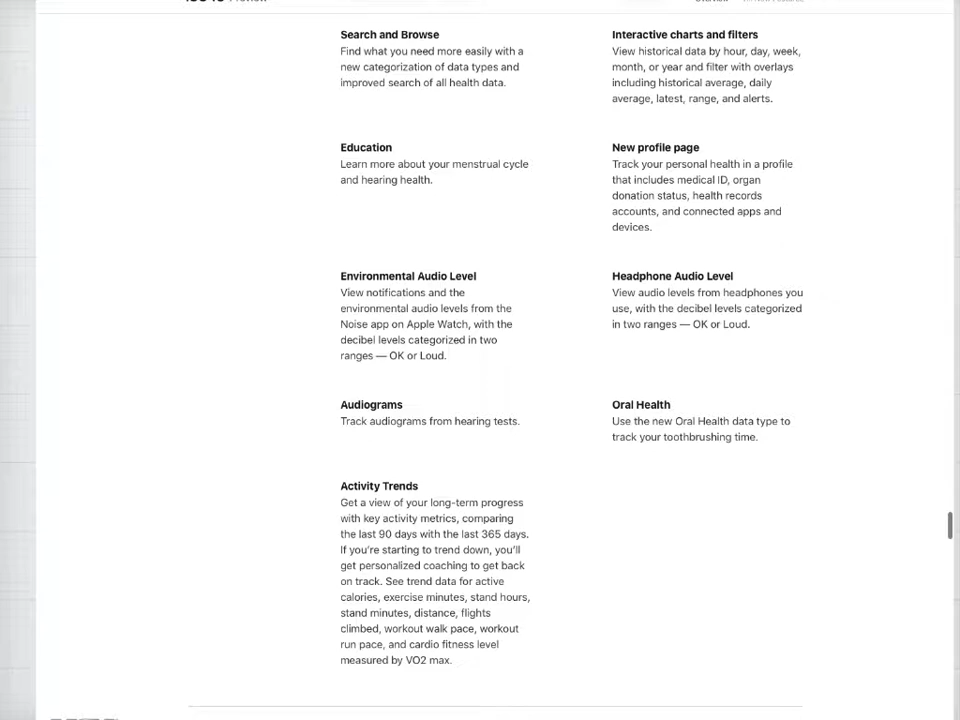 Search and Browse
Find what you need more easily with a
new categorization of data types and
improved search of all health data.
Interactive charts and filters
View historical data by hour, day, week,
month, or year and filter with overlays
including historical average, daily
average, latest, range, and alerts.
Education
Learn more about your menstrual cycle
and hearing health.
New profile page
Track your personal health in a profile
that includes medical ID, organ
donation status, health records
accounts, and connected apps and
devices.
Environmental Audio Level
View notifications and the
environmental audio levels from the
Noise app on Apple Watch, with the
decibel levels categorized in two
ranges — OK or Loud.
Headphone Audio Level
View audio levels from headphones you
use, with the decibel levels categorized
in two ranges — OK or Loud.
Audiograms
Track audiograms from hearing tests.
Oral Health
Use the new Oral Health data type to
track your toothbrushing time.
Activity Trends
Get a view of your long-term progress
with key activity metrics, comparing
the last 90 days with the last 365 days.
If you’re starting to trend down, you’ll
get personalized coaching to get back
on track. See trend data for active
calories, exercise minutes, stand hours,
stand minutes, distance, flights
climbed, workout walk pace, workout
run pace, and cardio fitness level
measured by VO2 max.